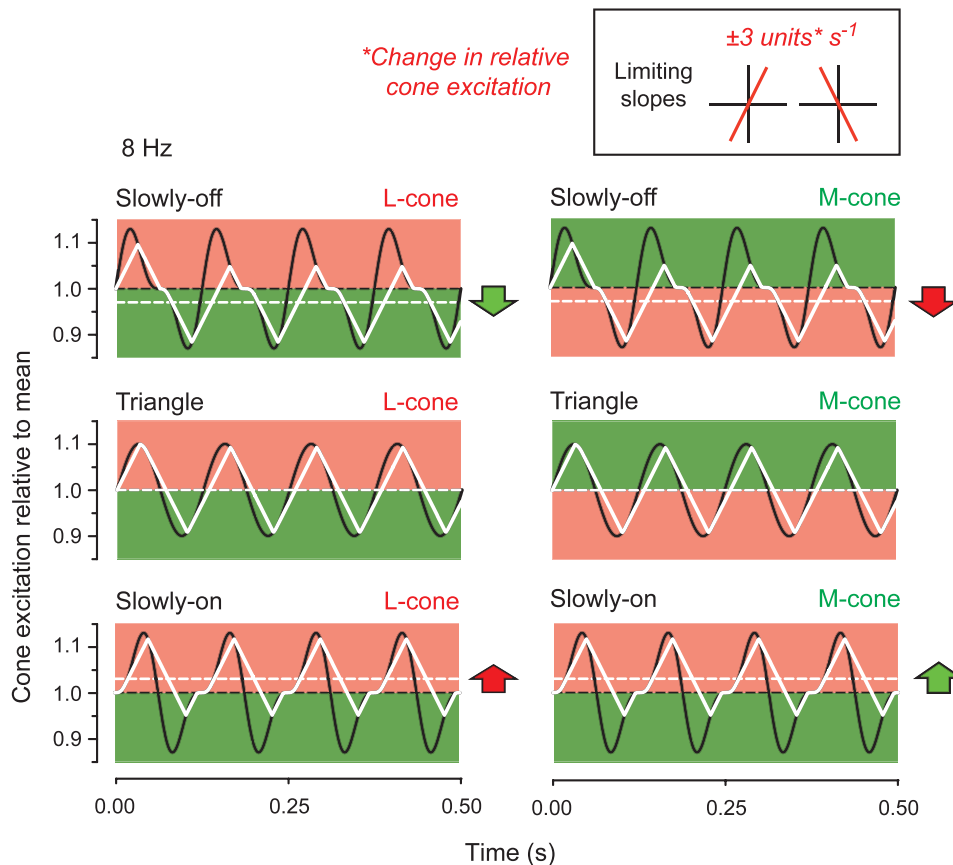 *Change in relative
cone excitation
±3 units* s⁻¹
Limiting
slopes
8 Hz
Slowly-off
L-cone
Slowly-off
M-cone
1.1
1.0
0.9
Triangle
L-cone
Triangle
M-cone
1.1
1.0
0.9
Slowly-on
L-cone
Slowly-on
M-cone
1.1
1.0
0.9
Cone excitation relative to mean
0.00
0.25
0.50
0.00
0.25
0.50
Time (s)